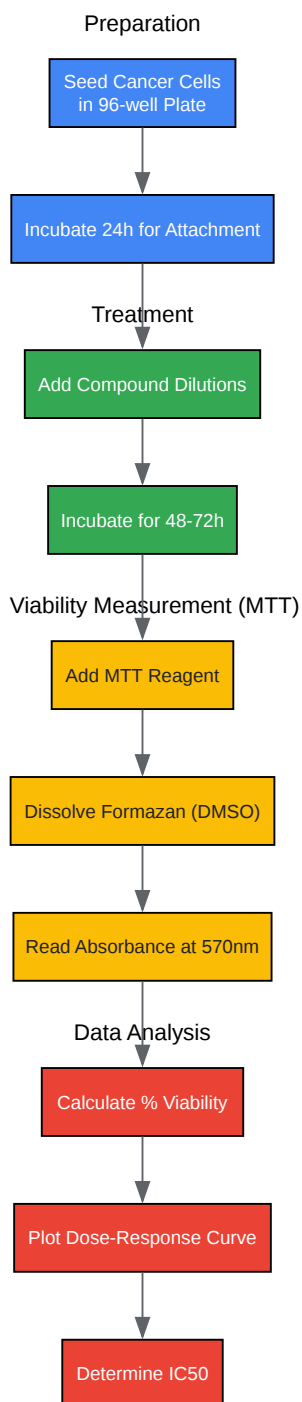 Preparation
Seed Cancer Cells
in 96-well Plate
Incubate 24h for Attachment
Treatment
Add Compound Dilutions
Incubate for 48-72h
Viability Measurement (MTT)
Add MTT Reagent
Dissolve Formazan (DMSO)
Read Absorbance at 570nm
Data Analysis
Calculate % Viability
Plot Dose-Response Curve
Determine IC50